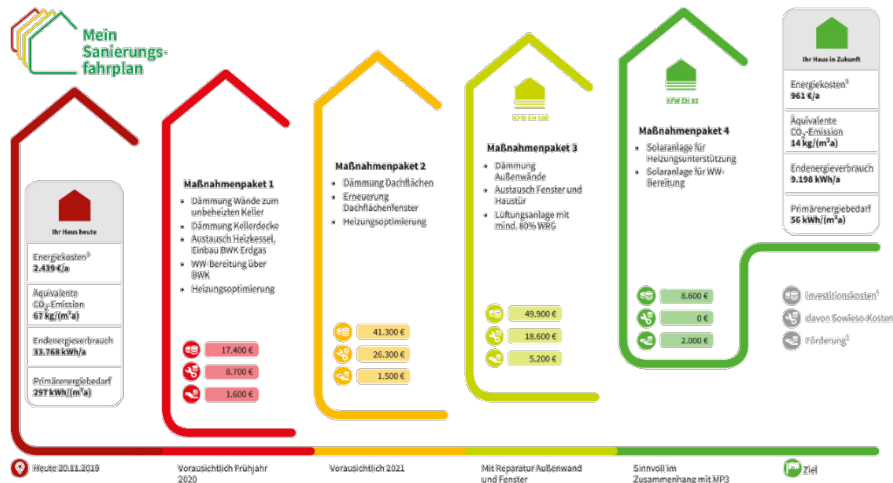 Mein
Sanierungs-
fahrplan
Ihr Haus heute
Energiekosten³
2.439 €/a
Äquivalente
CO₂-Emission
67 kg/(m²a)
Endenergieverbrauch
33.768 kWh/a
Primärenergiebedarf
297 kWh/(m²a)
Maßnahmenpaket 1
• Dämmung Wände zum
unbeheizten Keller
• Dämmung Kellerdecke
• Austausch Heizkessel,
Einbau BWK Erdgas
• WW-Bereitung über
BWK
• Heizungsoptimierung
17.400 €
8.700 €
1.600 €
Maßnahmenpaket 2
• Dämmung Dachflächen
• Erneuerung
Dachflächenfenster
• Heizungsoptimierung
41.300 €
26.300 €
1.500 €
KFW EH 100
Maßnahmenpaket 3
• Dämmung
Außenwände
• Austausch Fenster und
Haustür
• Lüftungsanlage mit
mind. 80% WRG
49.900 €
18.600 €
5.200 €
KFW EH 85
Maßnahmenpaket 4
• Solaranlage für
Heizungsunterstützung
• Solaranlage für WW-
Bereitung
8.600 €
0 €
2.000 €
Ihr Haus in Zukunft
Energiekosten³
961 €/a
Äquivalente
CO₂-Emission
14 kg/(m²a)
Endenergieverbrauch
9.198 kWh/a
Primärenergiebedarf
56 kWh/(m²a)
Investitionskosten¹
davon Sowieso-Kosten
Förderung²
Heute 20.11.2019
Voraussichtlich Frühjahr
2020
Voraussichtlich 2021
Mit Reparatur Außenwand
und Fenster
Sinnvoll im
Zusammenhang mit MP3
Ziel